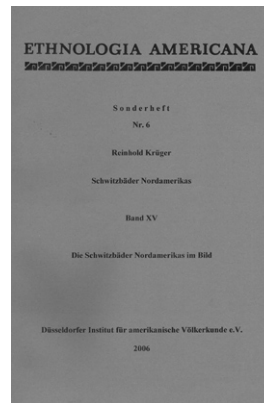 ETHNOLOGIA AMERICANA
Sonderheft
Nr. 6
Reinhold Krüger
Schwitzbäder Nordamerikas
Band XV
Die Schwitzbäder Nordamerikas im Bild
Düsseldorfer Institut für amerikanische Völkerkunde e.V.
2006